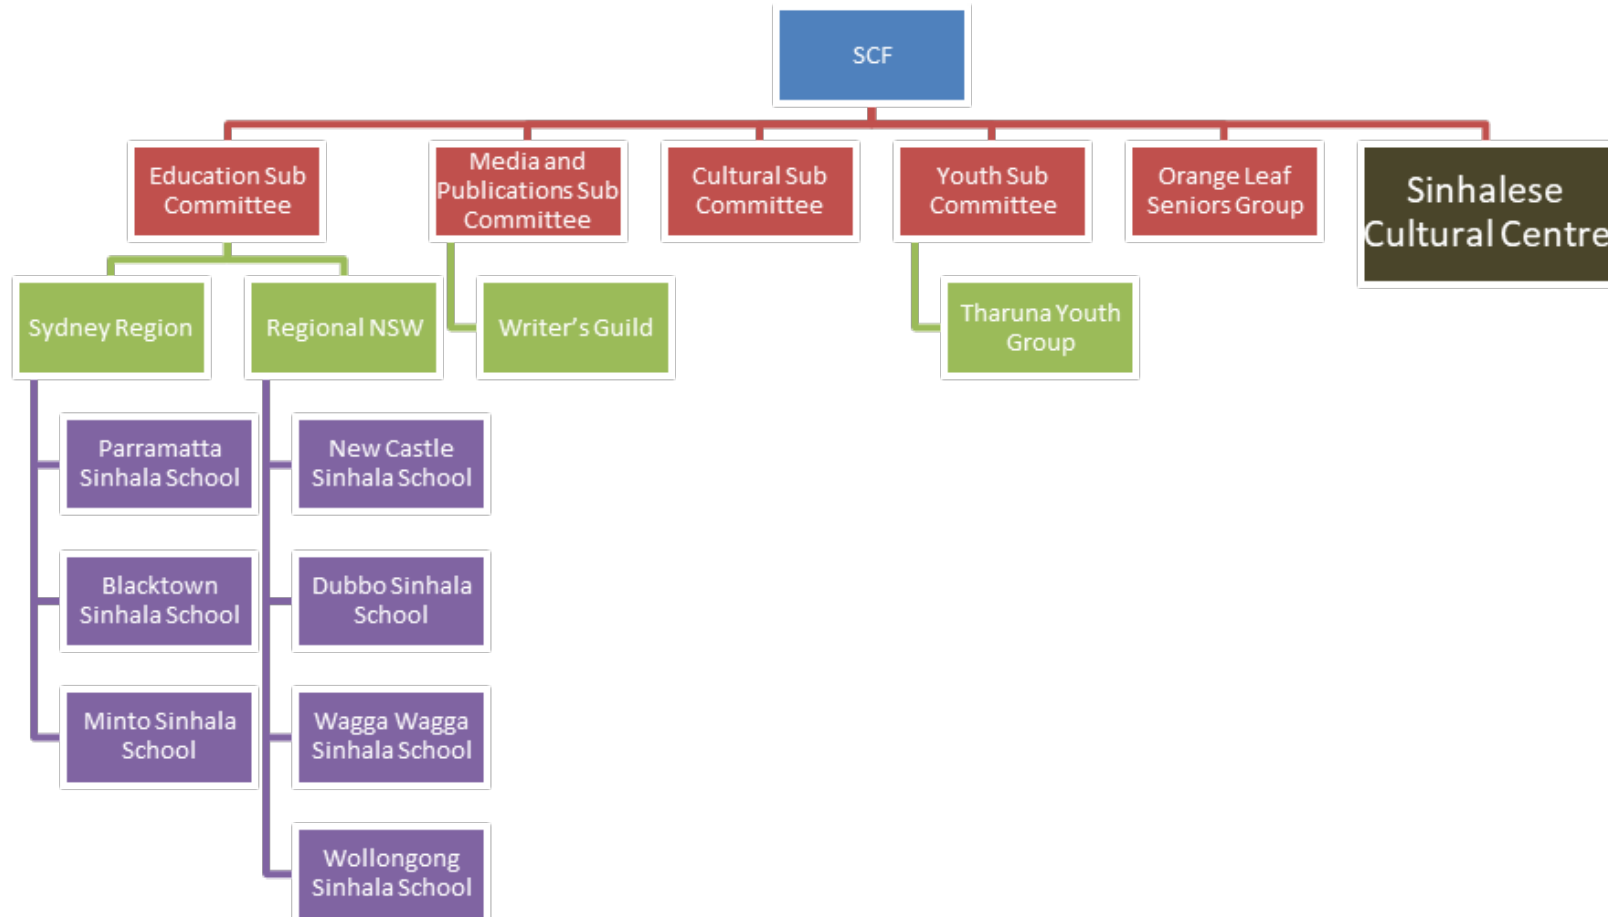 SCF
Education Sub
Committee
Media and
Publications Sub
Committee
Cultural Sub
Committee
Youth Sub
Committee
Orange Leaf
Seniors Group
Sinhalese
Cultural Centre
Sydney Region
Regional NSW
Writer’s Guild
Tharuna Youth
Group
Parramatta
Sinhala School
New Castle
Sinhala School
Blacktown
Sinhala School
Dubbo Sinhala
School
Minto Sinhala
School
Wagga Wagga
Sinhala School
Wollongong
Sinhala School